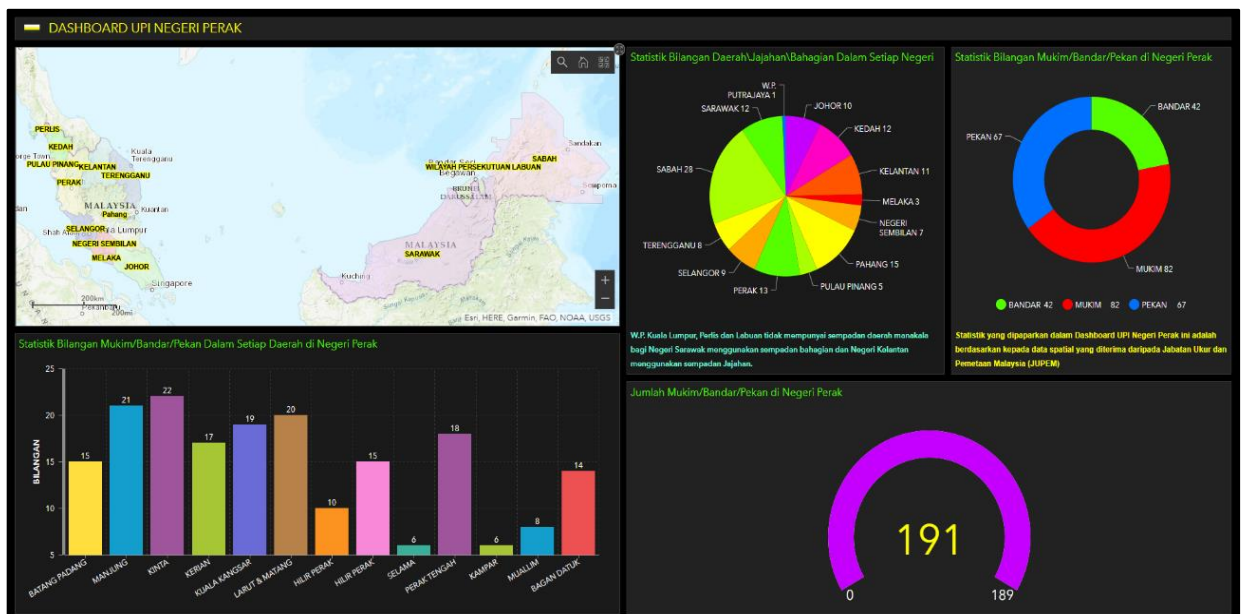 DASHBOARD UPI NEGERI PERAK
PERLIS
KEDAH
Kuala
Terengganu
PULAU PINANG
KELANTAN
TERENGGANU
PERAK
MALAYSIA
Pahang
Kuantan
SELANGOR
Shah Al
la Lumpur
NEGERI SEMBILAN
MELAKA
JOHOR
Singapore
200km
200mi
Pekanbaru
Sandakan
SABAH
Bandar Seri
WILAYAH PERSEKUTUAN LABUAN
Begawan
BRUNEI
DARUSSALAM
Semporna
MALAYSIA
SARAWAK
Kuching
+
−
Esri, HERE, Garmin, FAO, NOAA, USGS
Statistik Bilangan Daerah\Jajahan\Bahagian Dalam Setiap Negeri
W.P.
PUTRAJAYA 1
JOHOR 10
SARAWAK 12
KEDAH 12
SABAH 28
KELANTAN 11
MELAKA 3
NEGERI
SEMBILAN 7
TERENGGANU 8
PAHANG 15
SELANGOR 9
PULAU PINANG 5
PERAK 13
W.P. Kuala Lumpur, Perlis dan Labuan tidak mempunyai sempadan daerah manakala
bagi Negeri Sarawak menggunakan sempadan bahagian dan Negeri Kelantan
menggunakan sempadan Jajahan.
Statistik Bilangan Mukim/Bandar/Pekan di Negeri Perak
BANDAR 42
PEKAN 67
MUKIM 82
BANDAR 42
MUKIM 82
PEKAN 67
Statistik yang dipaparkan dalam Dashboard UPI Negeri Perak ini adalah
berdasarkan kepada data spatial yang diterima daripada Jabatan Ukur dan
Pemetaan Malaysia (JUPEM)
Statistik Bilangan Mukim/Bandar/Pekan Dalam Setiap Daerah di Negeri Perak
BILANGAN
25
20
15
10
5
15
21
22
17
19
20
10
15
6
18
6
8
14
BATANG PADANG
MANJUNG
KINTA
KERIAN
KUALA KANGSAR
LARUT & MATANG
HILIR PERAK
HILIR PERAK
SELAMA
PERAK TENGAH
KAMPAR
MUALLIM
BAGAN DATUK
Jumlah Mukim/Bandar/Pekan di Negeri Perak
191
0
189